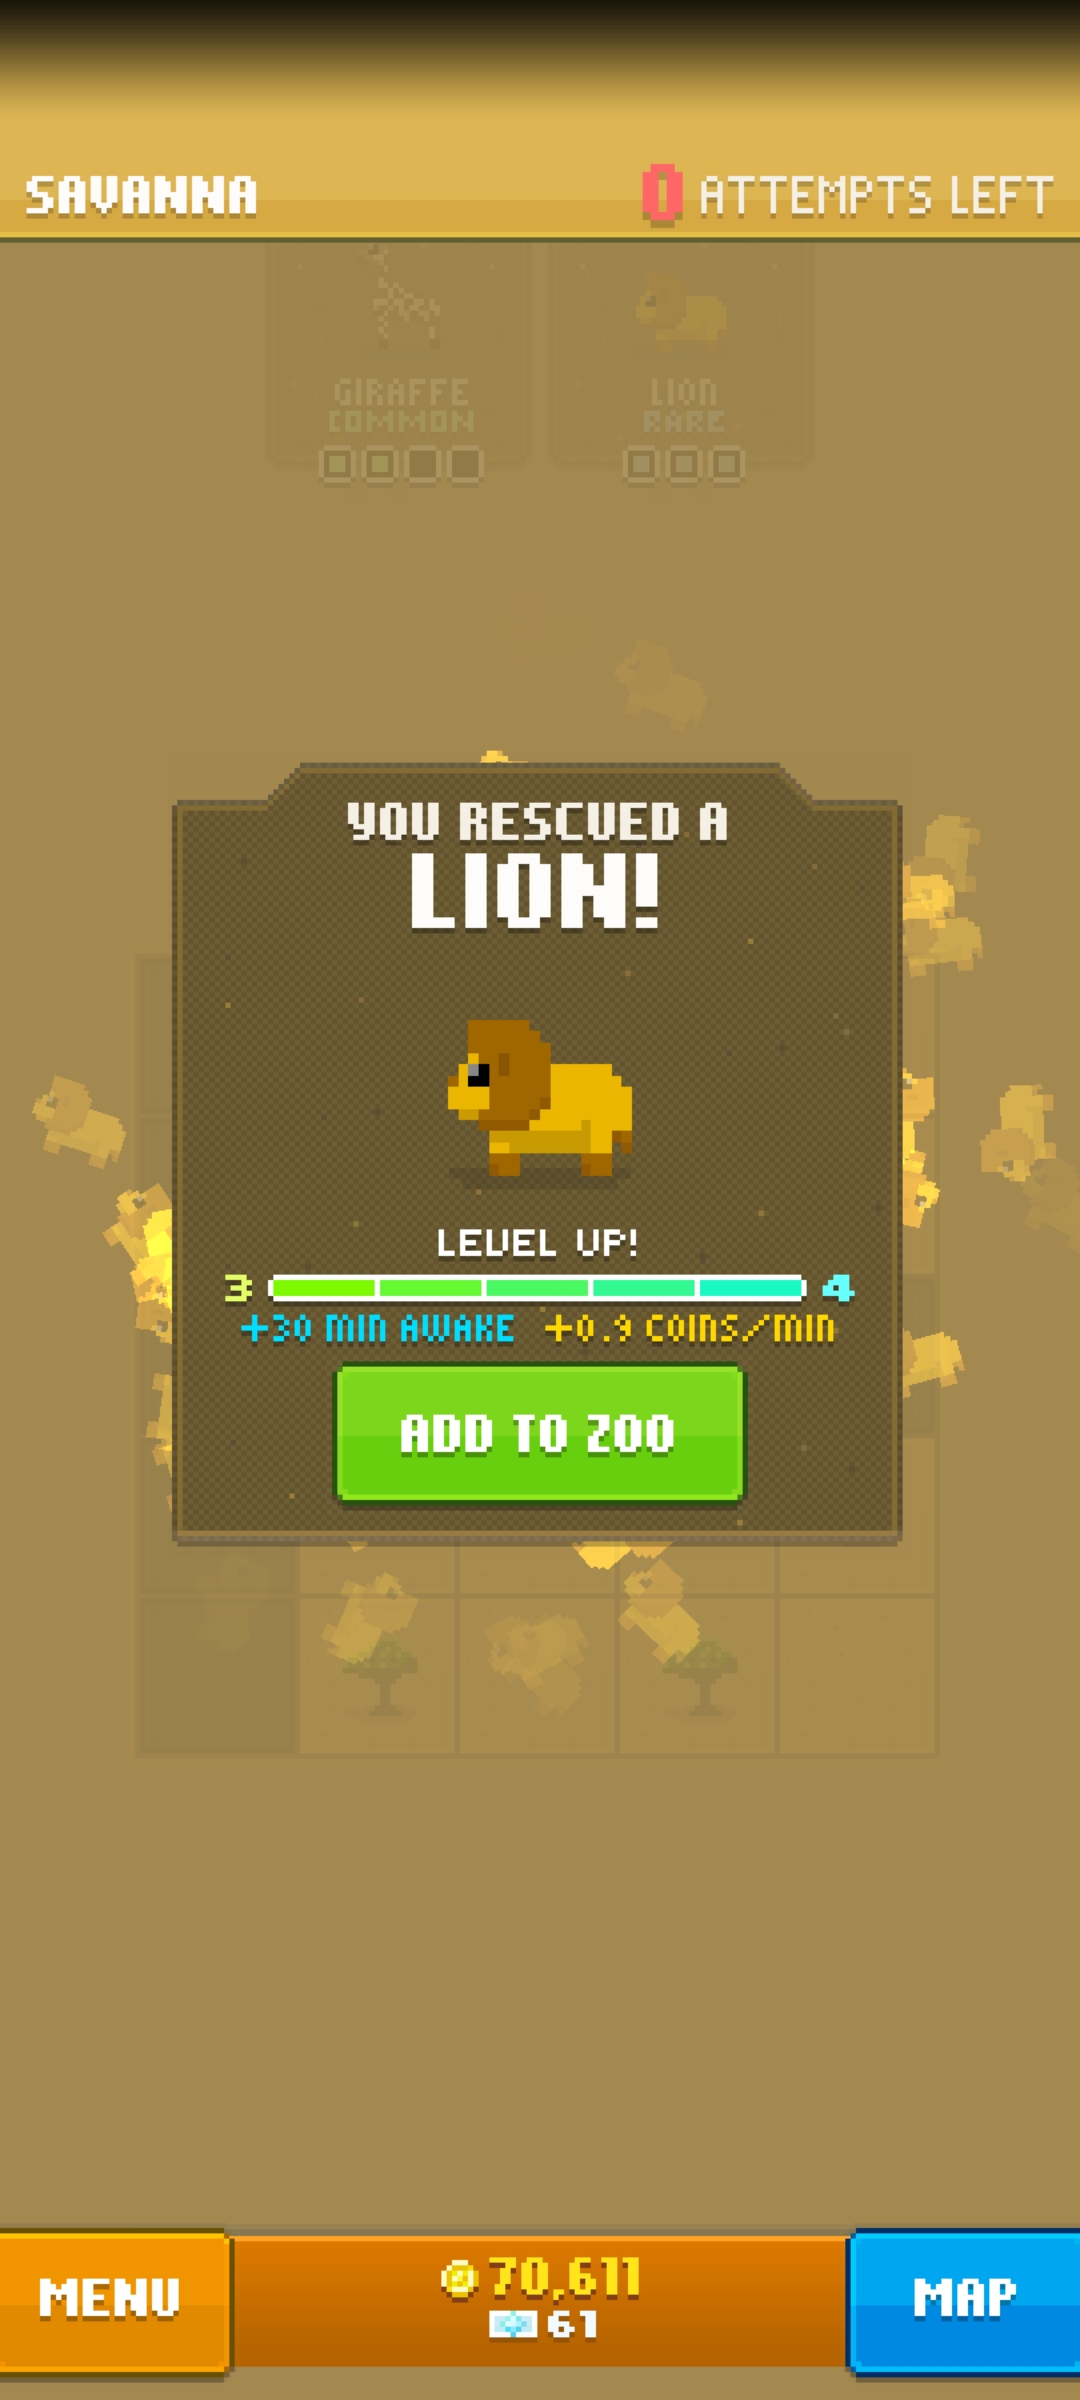 SAVANNA
0 ATTEMPTS LEFT
GIRAFFE
COMMON
LION
RARE
YOU RESCUED A
LION!
LEVEL UP!
3 4
+30 MIN AWAKE +0.9 COINS/MIN
ADD TO ZOO
MENU
70,611
61
MAP